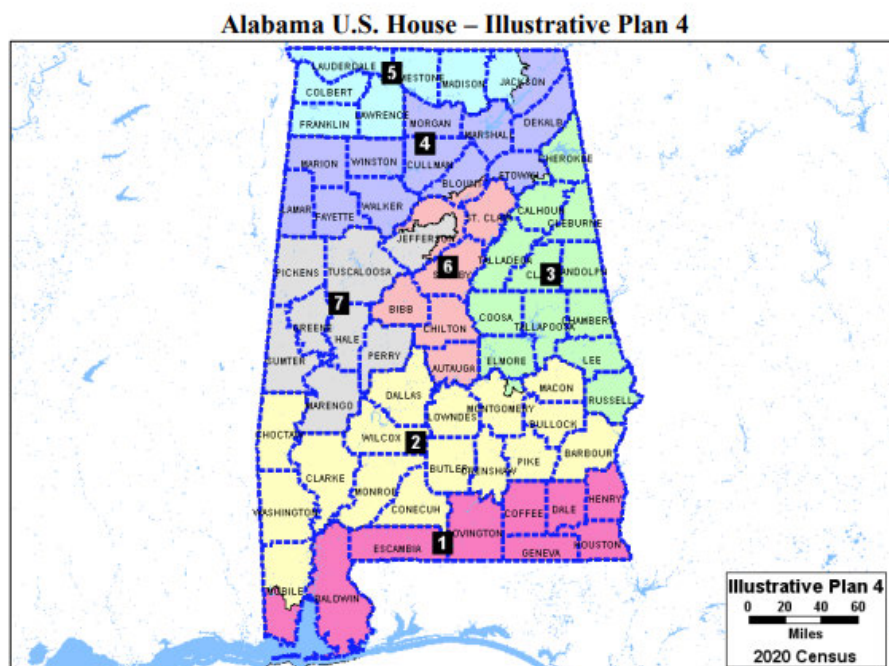 Alabama U.S. House – Illustrative Plan 4
LAUDERDALE
5
MESTONE
MADISON
JACKSON
COLBERT
LAWRENCE
MORGAN
FRANKLIN
MARSHAL
DEKALB
4
MARION
WINSTON
CULLMAN
CHEROKEE
ETOWAH
BLOUNT
LAMAR
FAYETTE
WALKER
ST. CLAIR
CALHOUN
CLEBURNE
JEFFERSON
PICKENS
TUSCALOOSA
6
TALLADEGA
3
RANDOLPH
7
BIBB
GREENE
HALE
CHILTON
COOSA
TALLAPOOSA
CHAMBERS
SUMTER
PERRY
AUTAUGA
ELMORE
LEE
MARENGO
DALLAS
MACON
RUSSELL
LOWNDES
MONTGOMERY
BULLOCK
CHOCTAW
WILCOX
2
BARBOUR
CLARKE
BUTLER
CRENSHAW
PIKE
MONROE
WASHINGTON
CONECUH
COFFEE
DALE
HENRY
1
OVINGTON
ESCAMBIA
GENEVA
HOUSTON
MOBILE
BALDWIN
Illustrative Plan 4
0 20 40 60
Miles
2020 Census